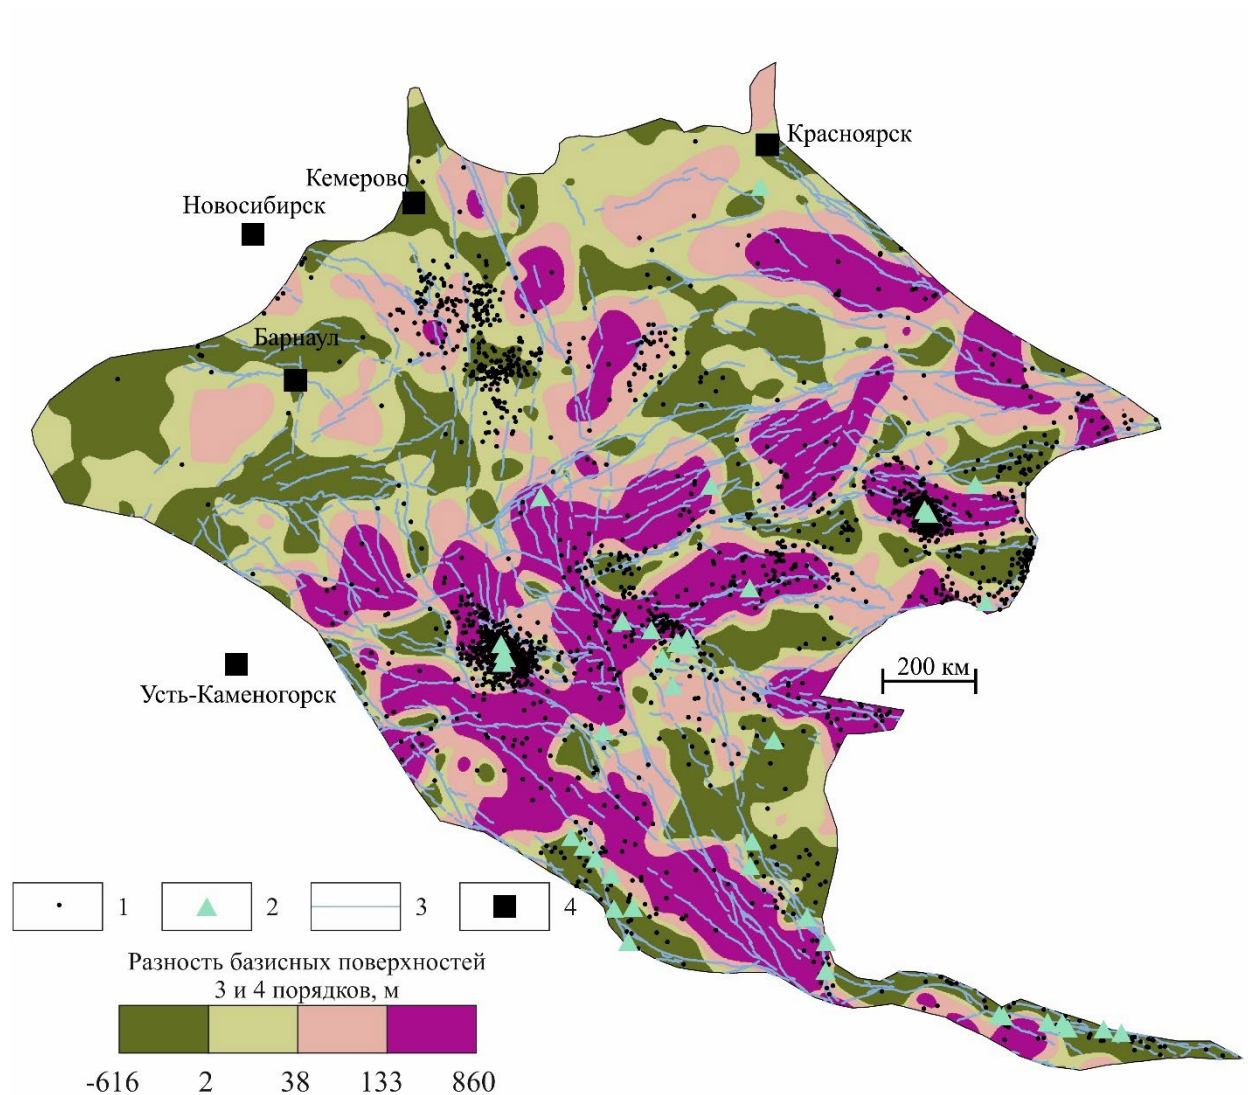 Красноярск
Кемерово
Новосибирск
Барнаул
200 км
Усть-Каменогорск
1
2
3
4
Разность базисных поверхностей
3 и 4 порядков, м
-616 2 38 133 860